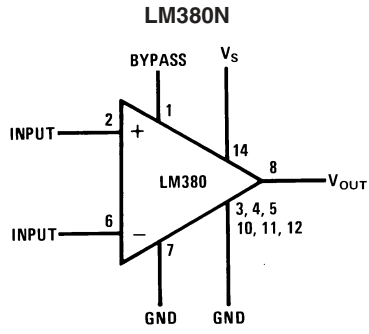 LM380N
BYPASS
VS
1
2
INPUT
+
14
8
LM380
VOUT
3, 4, 5
10, 11, 12
6
INPUT
−
7
GND
GND